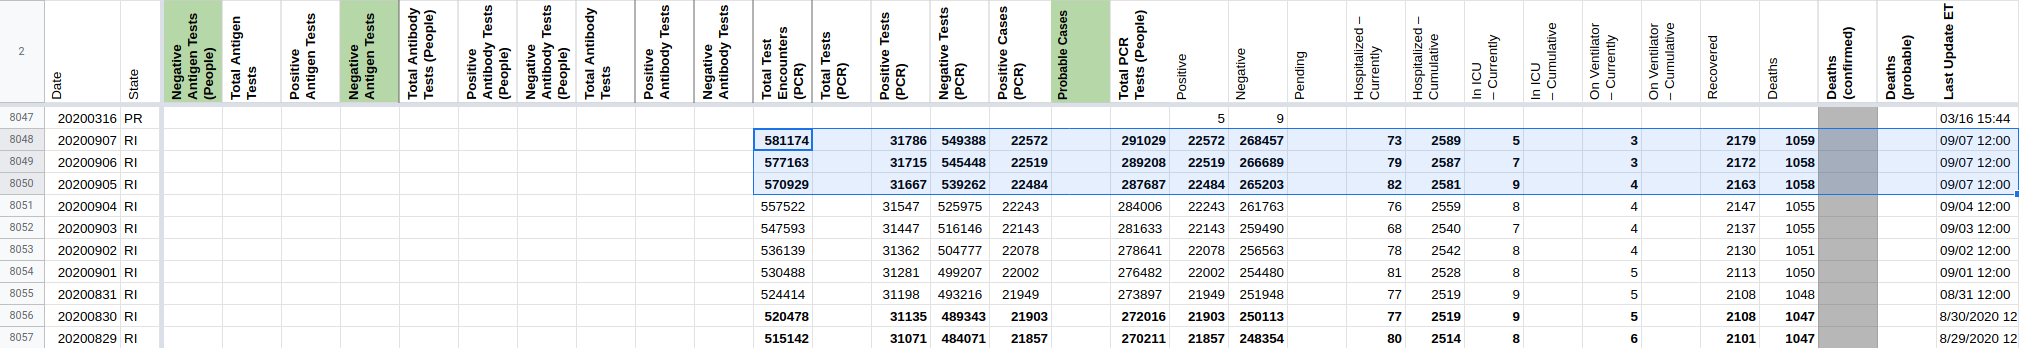 2 Date State Negative Antigen Tests (People) Total Antigen Tests Positive Antigen Tests Negative Antigen Tests Total Antibody Tests (People) Positive Antibody Tests (People) Negative Antibody Tests (People) Total Antibody Tests Positive Antibody Tests Negative Antibody Tests Total Test Encounters (PCR) Total Tests (PCR) Positive Tests (PCR) Negative Tests (PCR) Positive Cases (PCR) Probable Cases Total PCR Tests (People) Positive Negative Pending Hospitalized – Currently Hospitalized – Cumulative In ICU – Currently In ICU – Cumulative On Ventilator – Currently On Ventilator – Cumulative Recovered Deaths Deaths (confirmed) Deaths (probable) Last Update ET
8047 20200316 PR 5 9 03/16 15:44
8048 20200907 RI 581174 31786 549388 22572 291029 22572 268457 73 2589 5 3 2179 1059 09/07 12:00
8049 20200906 RI 577163 31715 545448 22519 289208 22519 266689 79 2587 7 3 2172 1058 09/07 12:00
8050 20200905 RI 570929 31667 539262 22484 287687 22484 265203 82 2581 9 4 2163 1058 09/07 12:00
8051 20200904 RI 557522 31547 525975 22243 284006 22243 261763 76 2559 8 4 2147 1055 09/04 12:00
8052 20200903 RI 547593 31447 516146 22143 281633 22143 259490 68 2540 7 4 2137 1055 09/03 12:00
8053 20200902 RI 536139 31362 504777 22078 278641 22078 256563 78 2542 8 4 2130 1051 09/02 12:00
8054 20200901 RI 530488 31281 499207 22002 276482 22002 254480 81 2528 8 5 2113 1050 09/01 12:00
8055 20200831 RI 524414 31198 493216 21949 273897 21949 251948 77 2519 9 5 2108 1048 08/31 12:00
8056 20200830 RI 520478 31135 489343 21903 272016 21903 250113 77 2519 9 5 2108 1047 8/30/2020 12
8057 20200829 RI 515142 31071 484071 21857 270211 21857 248354 80 2514 8 6 2101 1047 8/29/2020 12